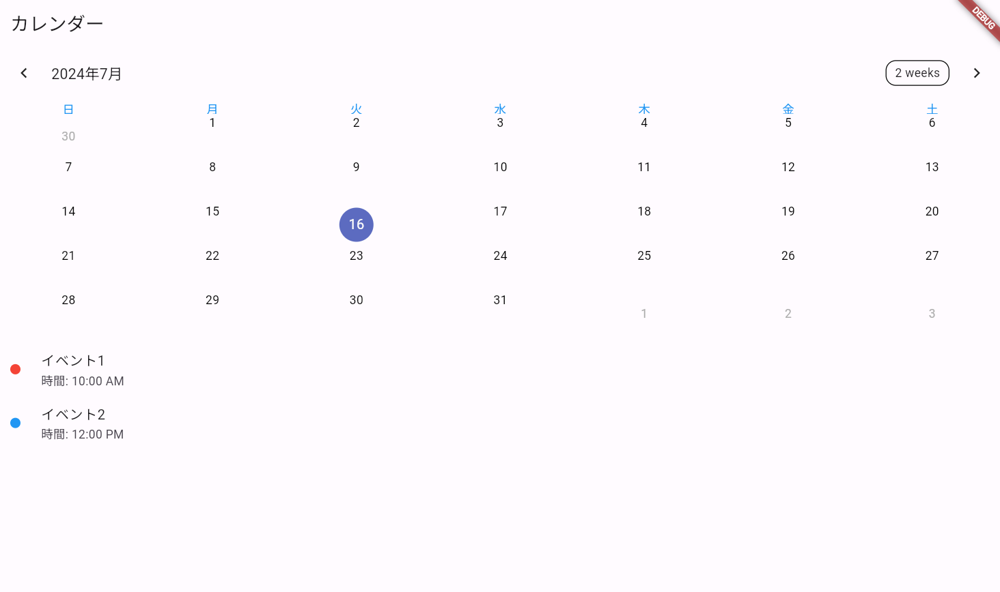 カレンダー
DEBUG
2024年7月
2 weeks
日 月 火 水 木 金 土
30 1 2 3 4 5 6
7 8 9 10 11 12 13
14 15 16 17 18 19 20
21 22 23 24 25 26 27
28 29 30 31 1 2 3
イベント1
時間: 10:00 AM
イベント2
時間: 12:00 PM